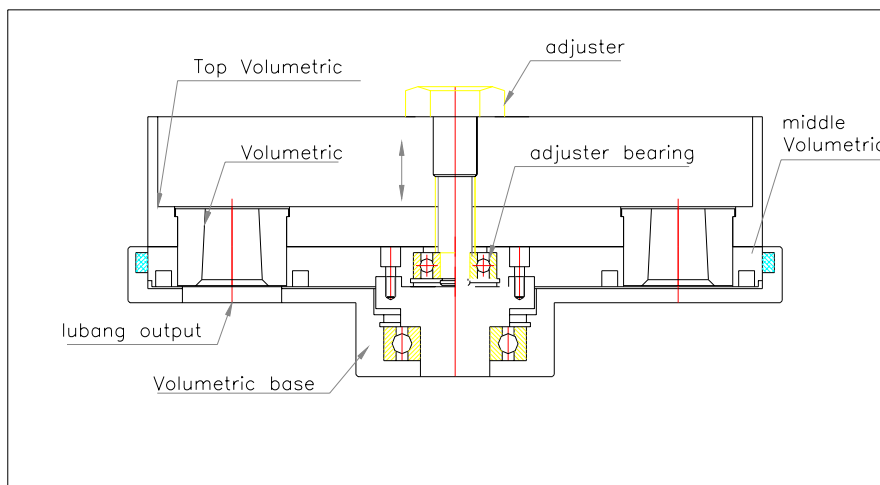 adjuster
Top Volumetric
middle
Volumetric
Volumetric
adjuster bearing
lubang output
Volumetric base